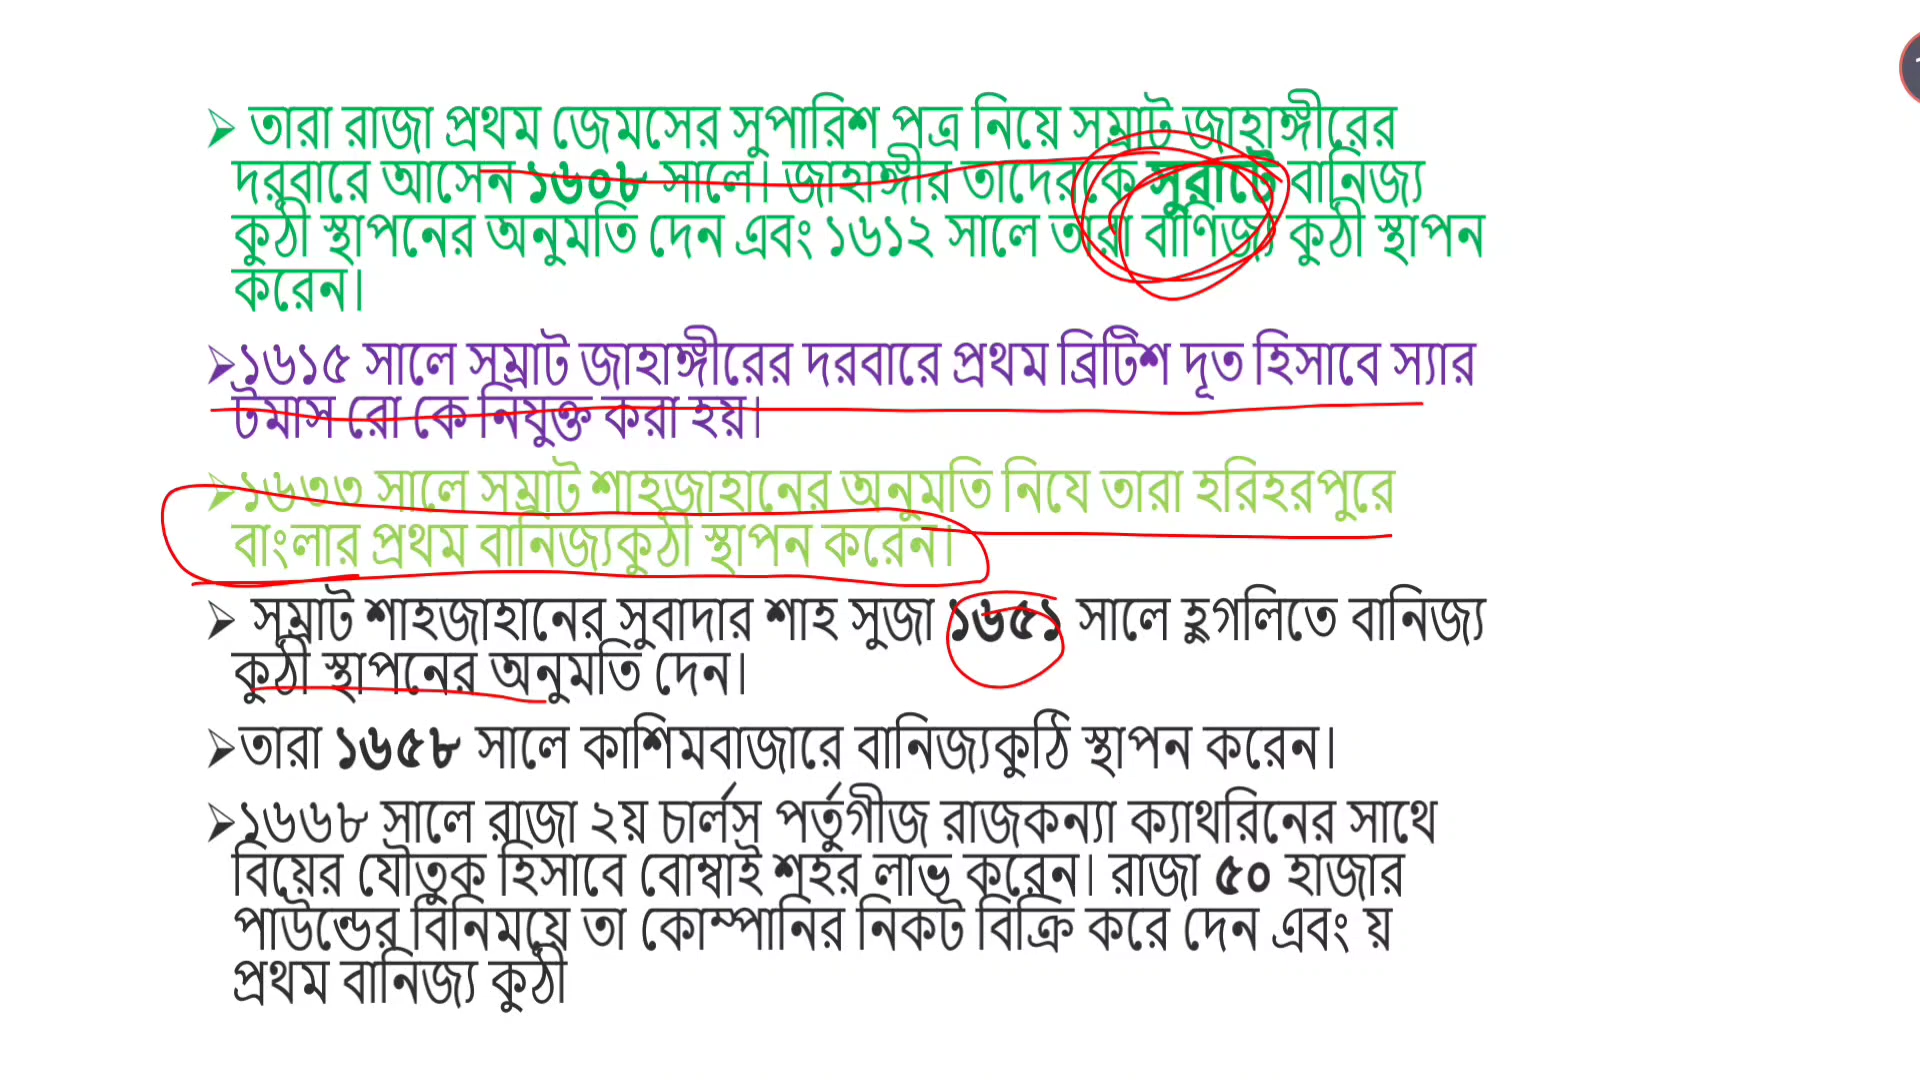 ➢ তারা রাজা প্রথম জেমসের সুপারিশ পত্র নিয়ে সম্রাট জাহাঙ্গীরের
দরবারে আসেন ১৬০৮ সালে। জাহাঙ্গীর তাদেরকে সুরাটে বানিজ্য
কুঠী স্থাপনের অনুমতি দেন এবং ১৬১২ সালে তারা বাণিজ্য কুঠী স্থাপন
করেন।
➢১৬১৫ সালে সম্রাট জাহাঙ্গীরের দরবারে প্রথম ব্রিটিশ দূত হিসাবে স্যার
টমাস রো কে নিযুক্ত করা হয়।
➢১৬৩৩ সালে সম্রাট শাহজাহানের অনুমতি নিযে তারা হরিহরপুরে
বাংলার প্রথম বানিজ্যকুঠী স্থাপন করেন।
➢ সম্রাট শাহজাহানের সুবাদার শাহ সুজা ১৬৫১ সালে হুগলিতে বানিজ্য
কুঠী স্থাপনের অনুমতি দেন।
➢তারা ১৬৫৮ সালে কাশিমবাজারে বানিজ্যকুঠি স্থাপন করেন।
➢১৬৬৮ সালে রাজা ২য় চার্লস পর্তুগীজ রাজকন্যা ক্যাথরিনের সাথে
বিয়ের যৌতুক হিসাবে বোম্বাই শহর লাভ করেন। রাজা ৫০ হাজার
পাউন্ডের বিনিময়ে তা কোম্পানির নিকট বিক্রি করে দেন এবং য়
প্রথম বানিজ্য কুঠী